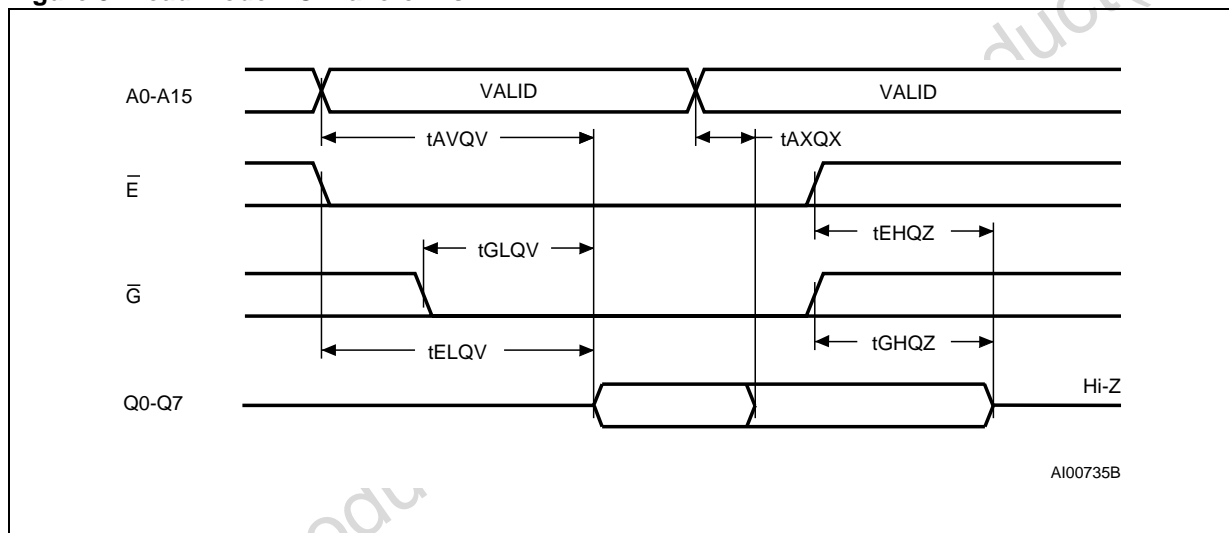 A0-A15 VALID VALID
tAVQV tAXQX
E̅
tEHQZ
tGLQV
G̅
tELQV tGHQZ
Hi-Z
Q0-Q7
AI00735B